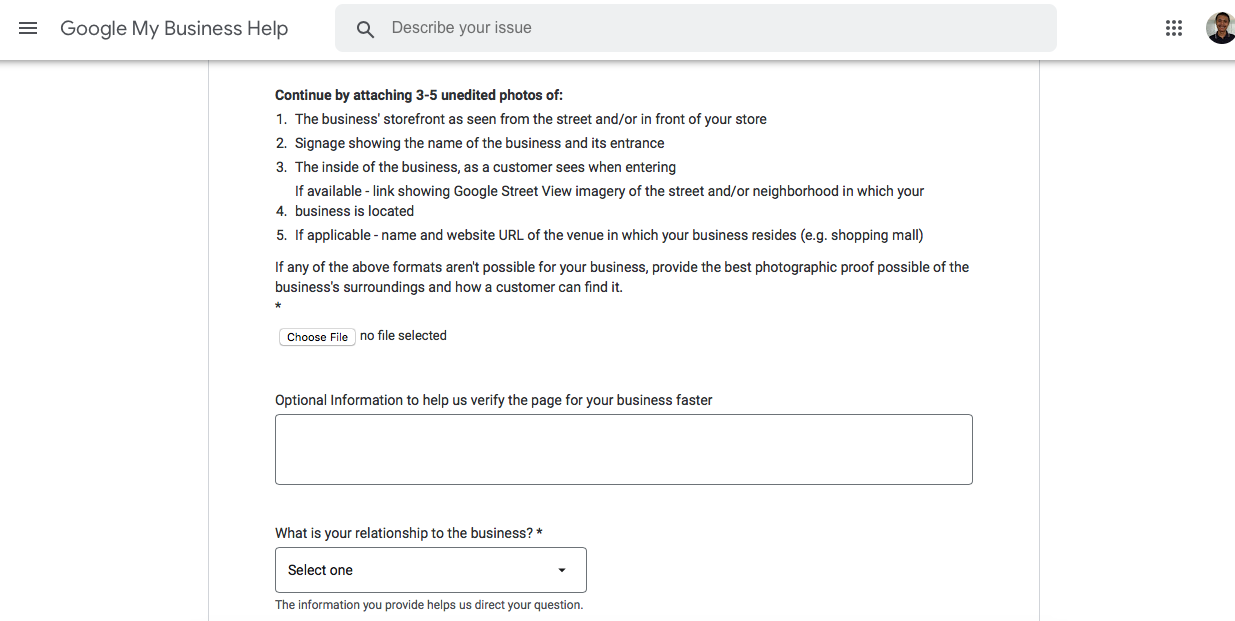 Google My Business Help
Describe your issue
Continue by attaching 3-5 unedited photos of:
1. The business' storefront as seen from the street and/or in front of your store
2. Signage showing the name of the business and its entrance
3. The inside of the business, as a customer sees when entering
If available - link showing Google Street View imagery of the street and/or neighborhood in which your
4. business is located
5. If applicable - name and website URL of the venue in which your business resides (e.g. shopping mall)
If any of the above formats aren't possible for your business, provide the best photographic proof possible of the
business's surroundings and how a customer can find it.
*
Choose File no file selected
Optional Information to help us verify the page for your business faster
What is your relationship to the business? *
Select one
The information you provide helps us direct your question.